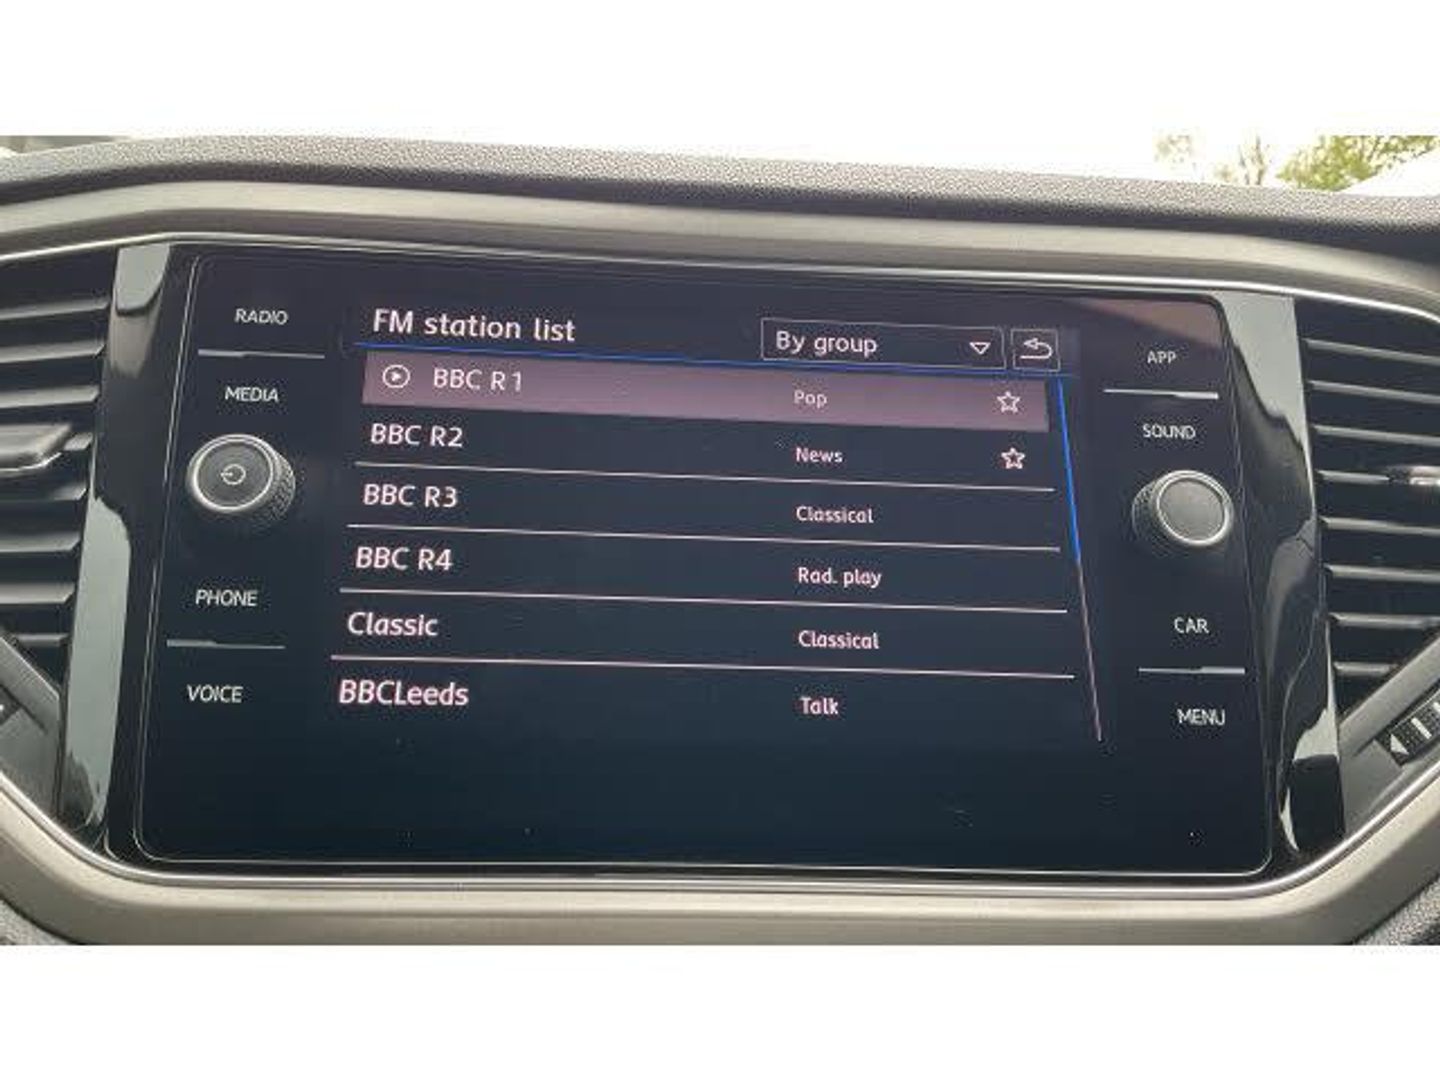 RADIO
MEDIA
PHONE
VOICE
FM station list
By group
BBC R1 Pop
BBC R2 News
BBC R3 Classical
BBC R4 Rad. play
Classic Classical
BBCLeeds Talk
APP
SOUND
CAR
MENU